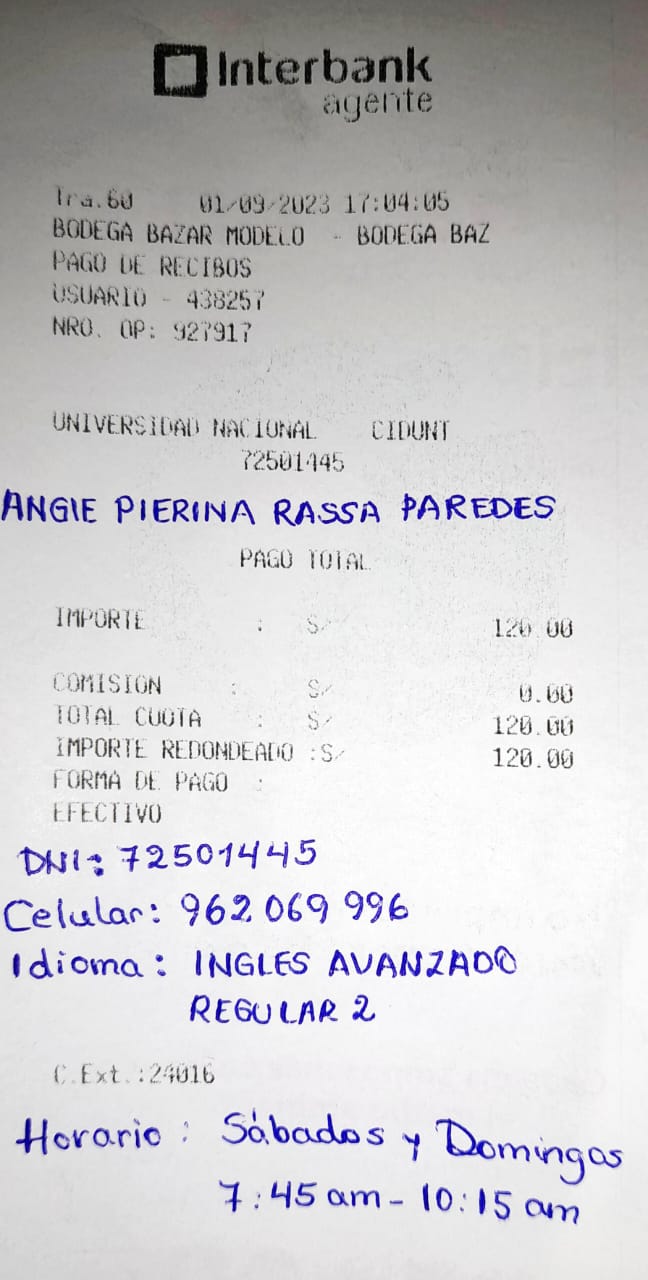 Interbank
agente
Tra.60 01/09/2023 17:04:05
BODEGA BAZAR MODELO - BODEGA BAZ
PAGO DE RECIBOS
USUARIO - 438257
NRO. OP: 927917
UNIVERSIDAD NACIONAL CIDUNT
72501445
ANGIE PIERINA RASSA PAREDES
PAGO TOTAL
IMPORTE : S/ 120.00
COMISION : S/ 0.00
TOTAL CUOTA : S/ 120.00
IMPORTE REDONDEADO :S/ 120.00
FORMA DE PAGO :
EFECTIVO
DNI: 72501445
Celular: 962 069 996
Idioma: INGLES AVANZADO
REGULAR 2
C.Ext.:24016
Horario: Sábados y Domingos
7:45 am - 10:15 am